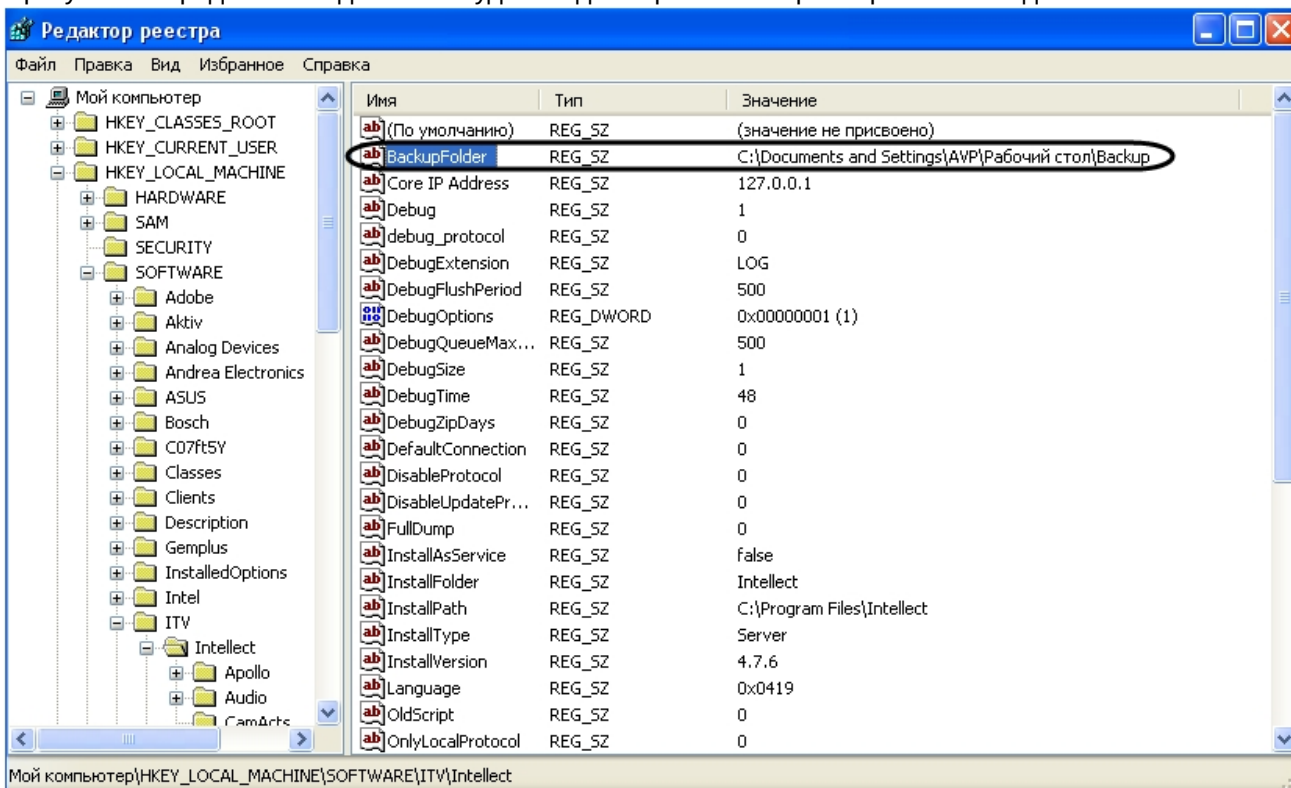 Редактор реестра
Файл Правка Вид Избранное Справка
Мой компьютер
HKEY_CLASSES_ROOT
HKEY_CURRENT_USER
HKEY_LOCAL_MACHINE
HARDWARE
SAM
SECURITY
SOFTWARE
Adobe
Aktiv
Analog Devices
Andrea Electronics
ASUS
Bosch
C07ft5Y
Classes
Clients
Description
Gemplus
InstalledOptions
Intel
ITV
Intellect
Apollo
Audio
CamActs
Имя Тип Значение
(По умолчанию) REG_SZ (значение не присвоено)
BackupFolder REG_SZ C:\Documents and Settings\AVP\Рабочий стол\Backup
Core IP Address REG_SZ 127.0.0.1
Debug REG_SZ 1
debug_protocol REG_SZ 0
DebugExtension REG_SZ LOG
DebugFlushPeriod REG_SZ 500
DebugOptions REG_DWORD 0x00000001 (1)
DebugQueueMax... REG_SZ 500
DebugSize REG_SZ 1
DebugTime REG_SZ 48
DebugZipDays REG_SZ 0
DefaultConnection REG_SZ 0
DisableProtocol REG_SZ 0
DisableUpdatePr... REG_SZ 0
FullDump REG_SZ 0
InstallAsService REG_SZ false
InstallFolder REG_SZ Intellect
InstallPath REG_SZ C:\Program Files\Intellect
InstallType REG_SZ Server
InstallVersion REG_SZ 4.7.6
Language REG_SZ 0x0419
OldScript REG_SZ 0
OnlyLocalProtocol REG_SZ 0
Мой компьютер\HKEY_LOCAL_MACHINE\SOFTWARE\ITV\Intellect